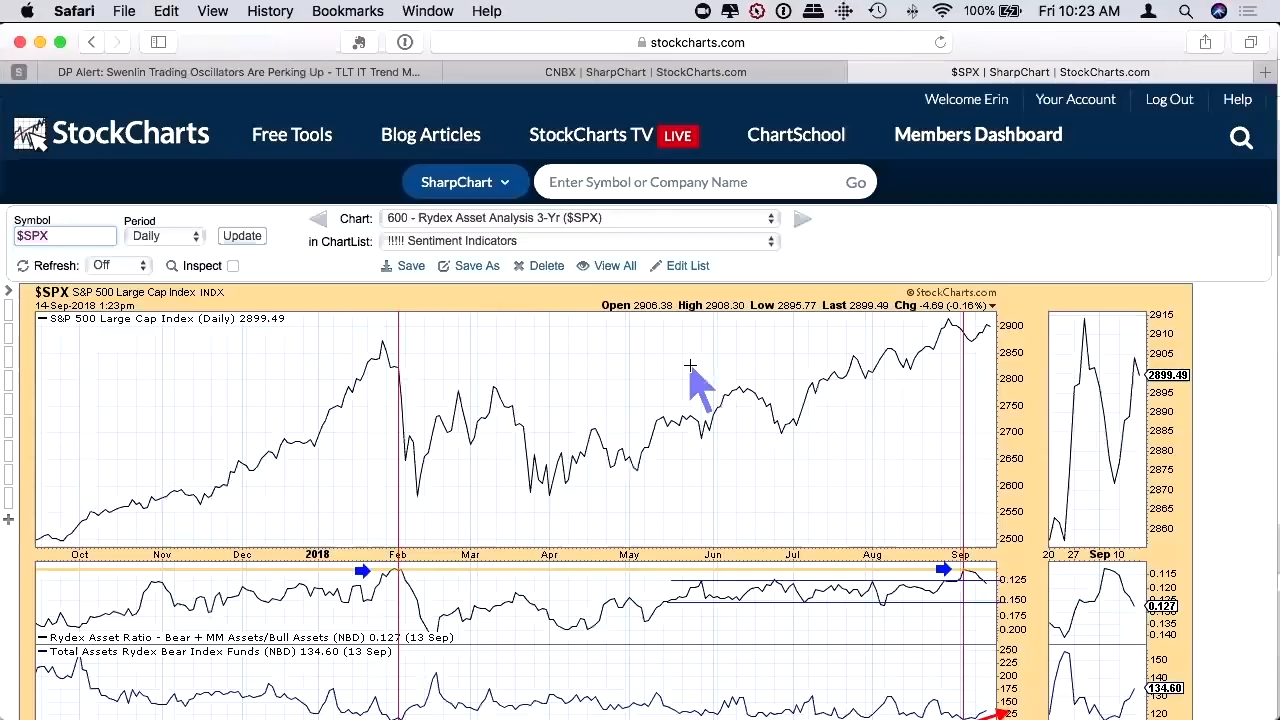 Safari File Edit View History Bookmarks Window Help 100% Fri 10:23 AM
stockcharts.com
S DP Alert: Swenlin Trading Oscillators Are Perking Up - TLT IT Trend M... CNBX | SharpChart | StockCharts.com $SPX | SharpChart | StockCharts.com
Welcome Erin Your Account Log Out Help
StockCharts Free Tools Blog Articles StockCharts TV LIVE ChartSchool Members Dashboard
SharpChart Enter Symbol or Company Name Go
Symbol Period Chart: 600 - Rydex Asset Analysis 3-Yr ($SPX)
$SPX Daily Update in ChartList: !!!!! Sentiment Indicators
Refresh: Off Inspect Save Save As Delete View All Edit List
$SPX S&P 500 Large Cap Index INDX © StockCharts.com
14-Sep-2018 1:23pm Open 2906.38 High 2908.30 Low 2895.77 Last 2899.49 Chg -4.69 (-0.16%)
S&P 500 Large Cap Index (Daily) 2899.49
2900
2850
2800
2750
2700
2650
2600
2550
2500
2915
2910
2905
2899.49
2895
2890
2885
2880
2875
2870
2865
2860
Oct Nov Dec 2018 Feb Mar Apr May Jun Jul Aug Sep 20 27 Sep 10
0.125
0.150
0.175
0.200
0.115
0.120
0.127
0.135
0.140
Rydex Asset Ratio - Bear + MM Assets/Bull Assets (NBD) 0.127 (13 Sep)
Total Assets Rydex Bear Index Funds (NBD) 134.60 (13 Sep)
250
225
200
175
150
125
150
140
134.60
120